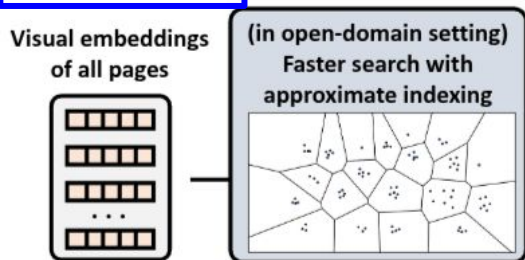 Visual embeddings
of all pages
(in open-domain setting)
Faster search with
approximate indexing
...